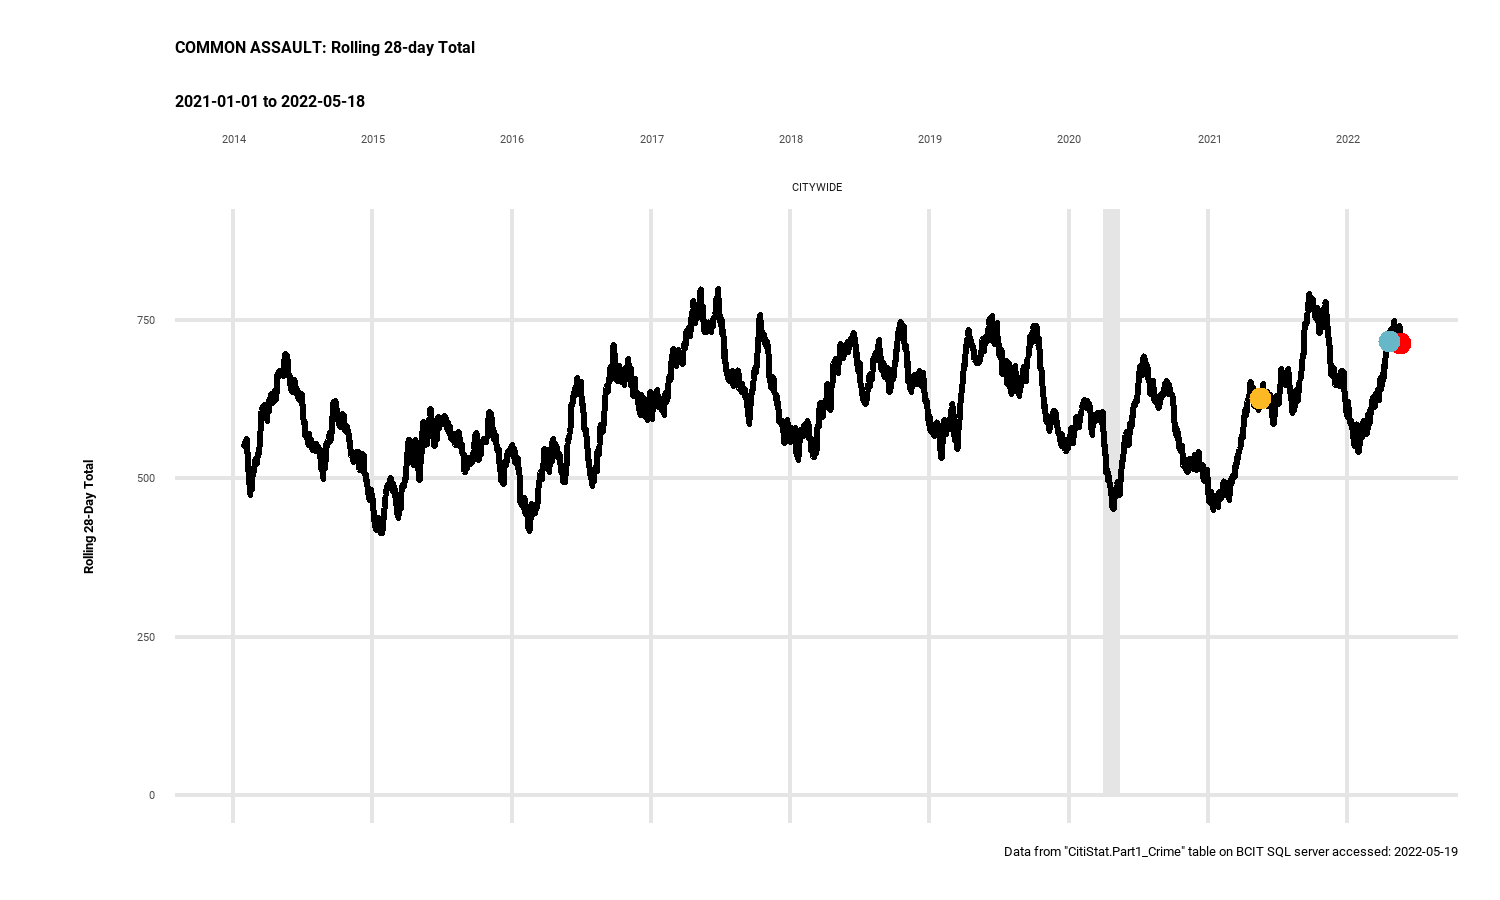 COMMON ASSAULT: Rolling 28-day Total
2021-01-01 to 2022-05-18
2014 2015 2016 2017 2018 2019 2020 2021 2022
CITYWIDE
750
500
250
0
Rolling 28-Day Total
Data from "CitiStat.Part1_Crime" table on BCIT SQL server accessed: 2022-05-19